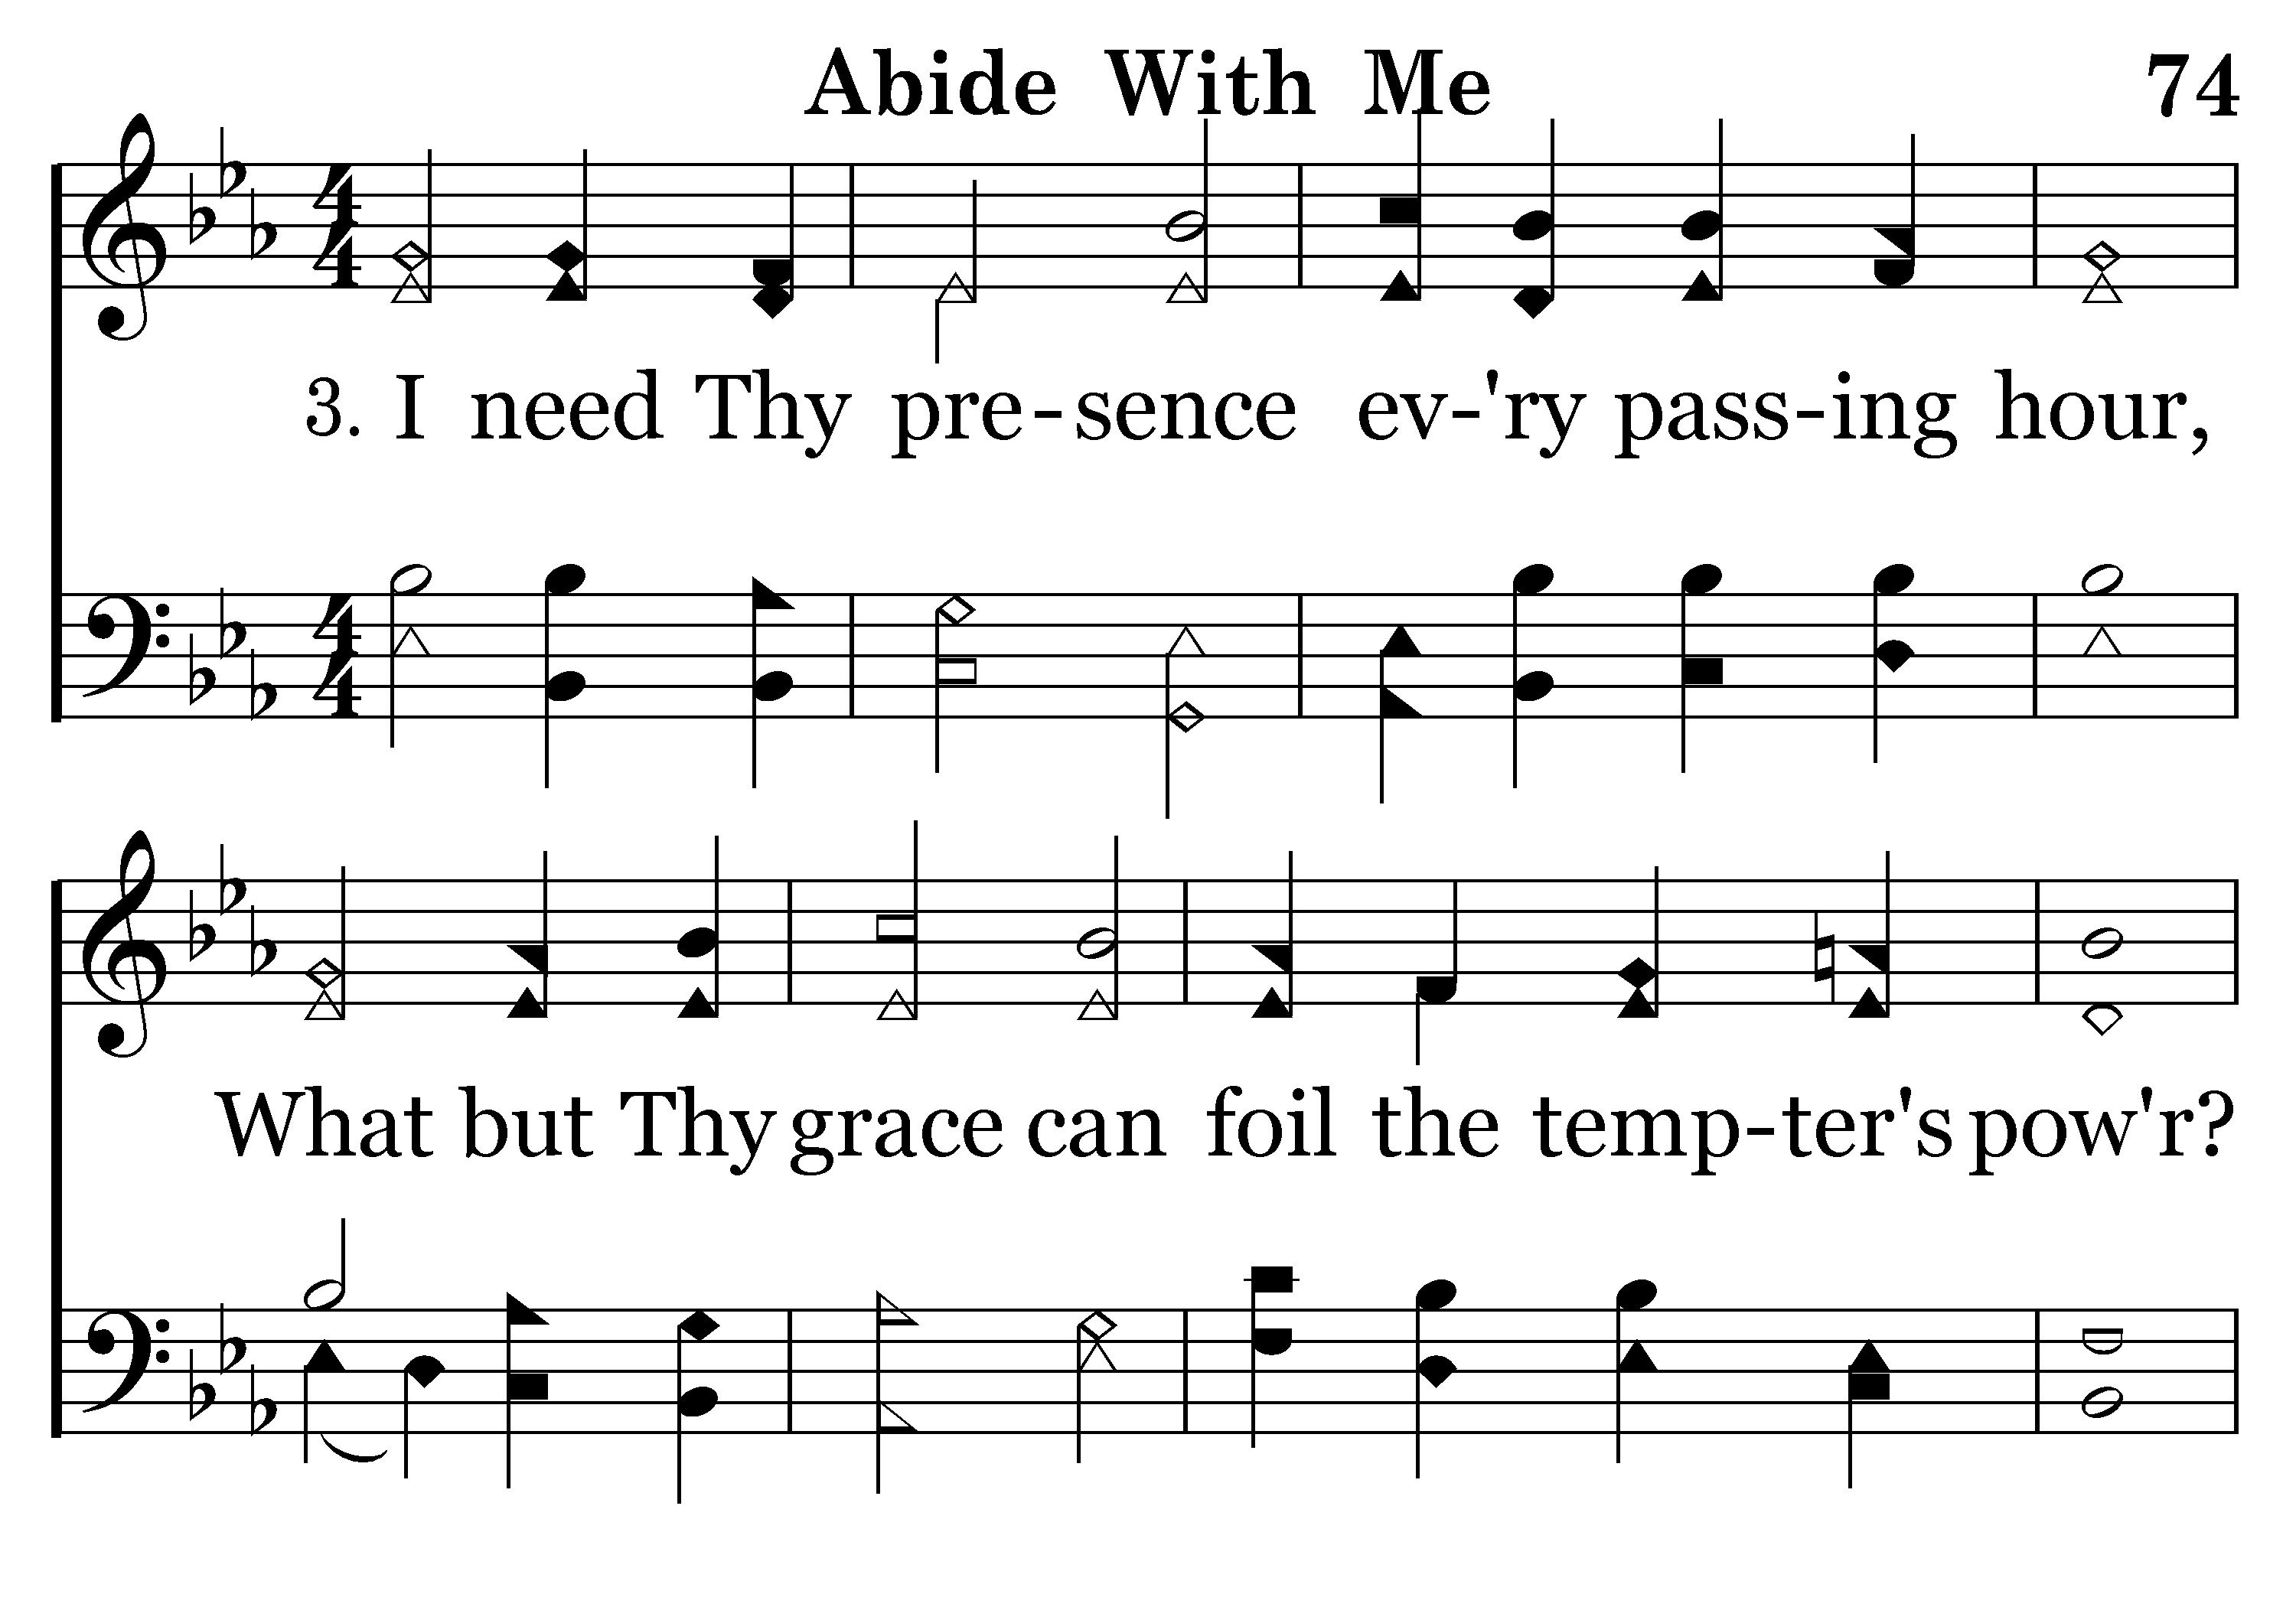 Abide With Me 74
3. I need Thy pre-sence ev-'ry pass-ing hour,
What but Thy grace can foil the temp-ter's pow'r?